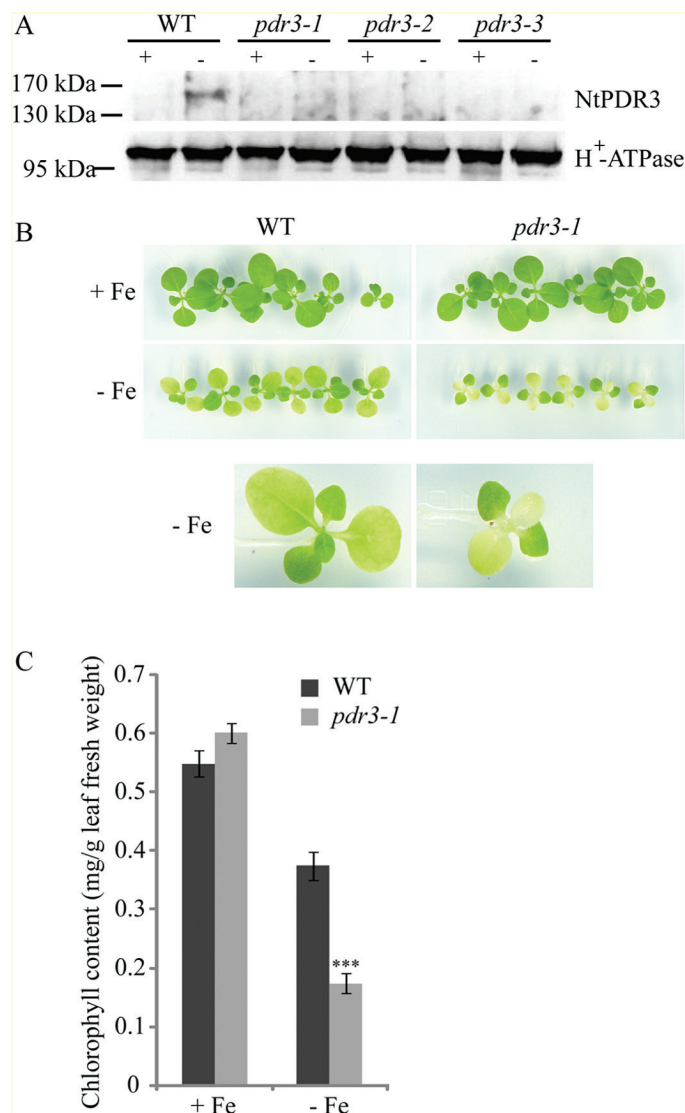 A
WT pdr3-1 pdr3-2 pdr3-3
+ - + - + - + -
170 kDa
130 kDa
NtPDR3
95 kDa
H+-ATPase
B
WT pdr3-1
+ Fe
- Fe
- Fe
C
Chlorophyll content (mg/g leaf fresh weight)
0.7
0.6
0.5
0.4
0.3
0.2
0.1
0
WT
pdr3-1
***
+ Fe - Fe